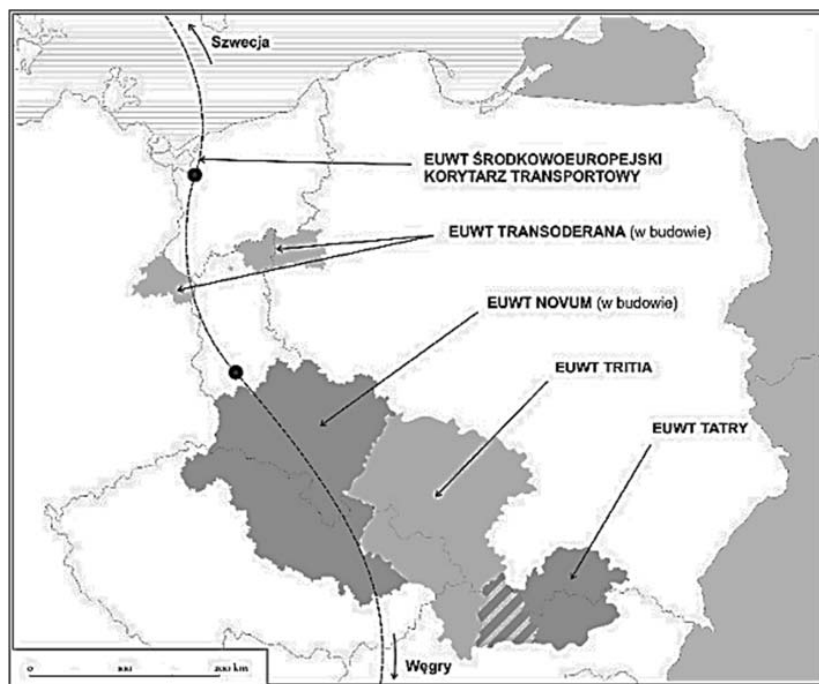 Szwecja
EUWT ŚRODKOWOEUROPEJSKI
KORYTARZ TRANSPORTOWY
EUWT TRANSODERANA (w budowie)
EUWT NOVUM (w budowie)
EUWT TRITIA
EUWT TATRY
Węgry
0 100 200 km